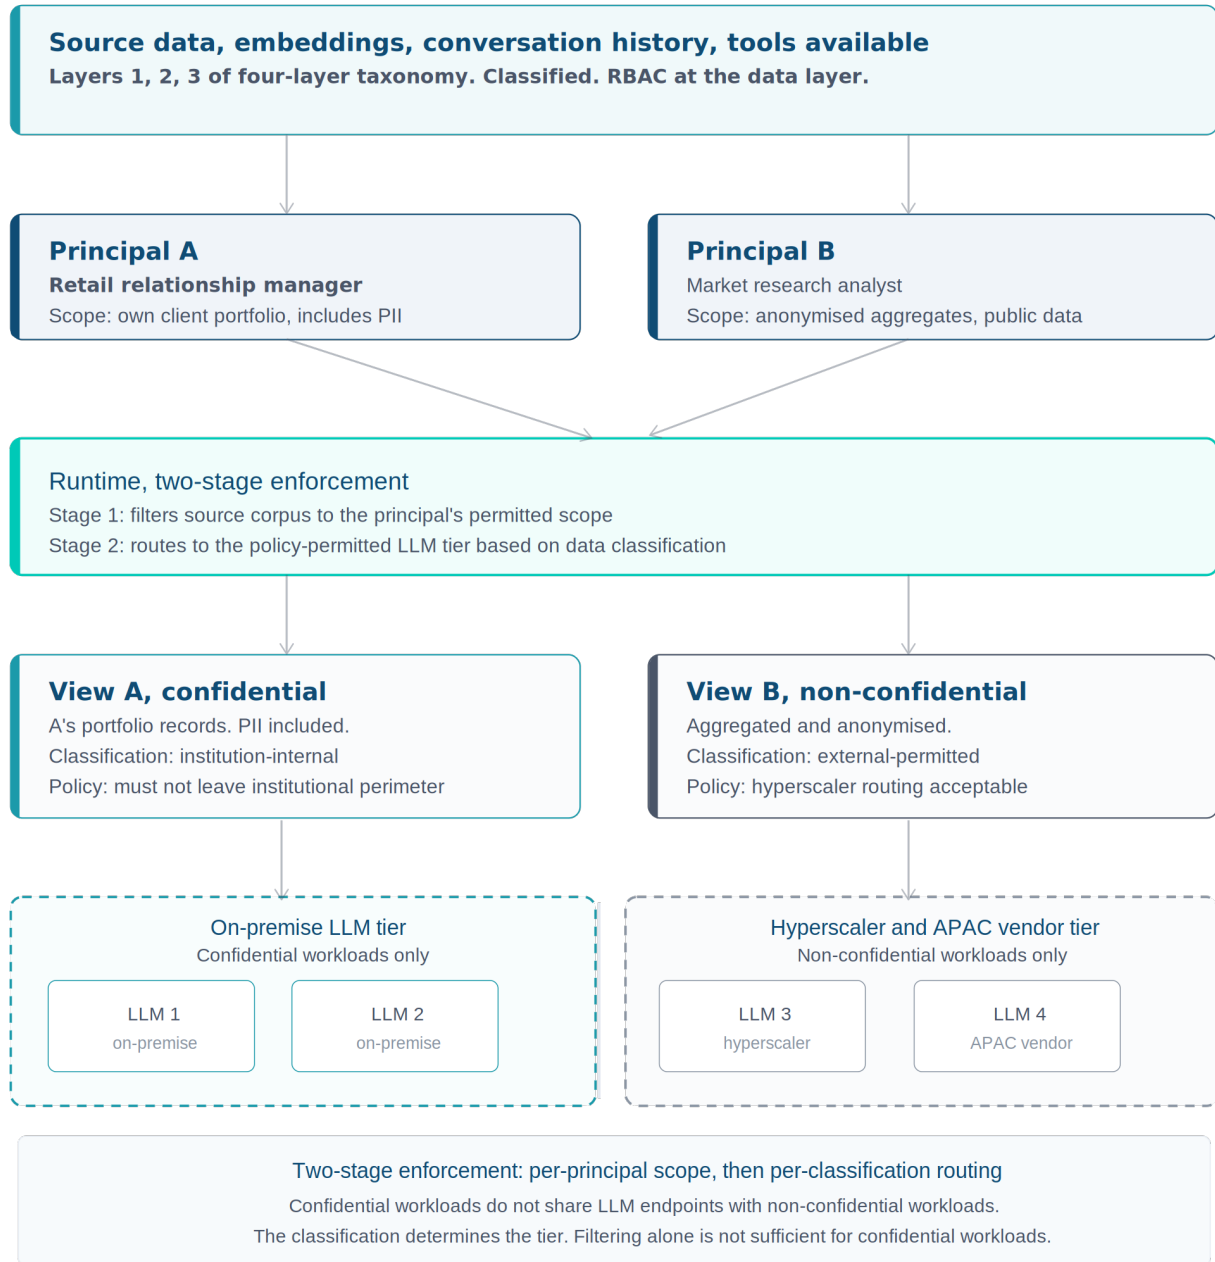 Source data, embeddings, conversation history, tools available
Layers 1, 2, 3 of four-layer taxonomy. Classified. RBAC at the data layer.
Principal A
Retail relationship manager
Scope: own client portfolio, includes PII
Principal B
Market research analyst
Scope: anonymised aggregates, public data
Runtime, two-stage enforcement
Stage 1: filters source corpus to the principal's permitted scope
Stage 2: routes to the policy-permitted LLM tier based on data classification
View A, confidential
A's portfolio records. PII included.
Classification: institution-internal
Policy: must not leave institutional perimeter
View B, non-confidential
Aggregated and anonymised.
Classification: external-permitted
Policy: hyperscaler routing acceptable
On-premise LLM tier
Confidential workloads only
LLM 1
on-premise
LLM 2
on-premise
Hyperscaler and APAC vendor tier
Non-confidential workloads only
LLM 3
hyperscaler
LLM 4
APAC vendor
Two-stage enforcement: per-principal scope, then per-classification routing
Confidential workloads do not share LLM endpoints with non-confidential workloads.
The classification determines the tier. Filtering alone is not sufficient for confidential workloads.